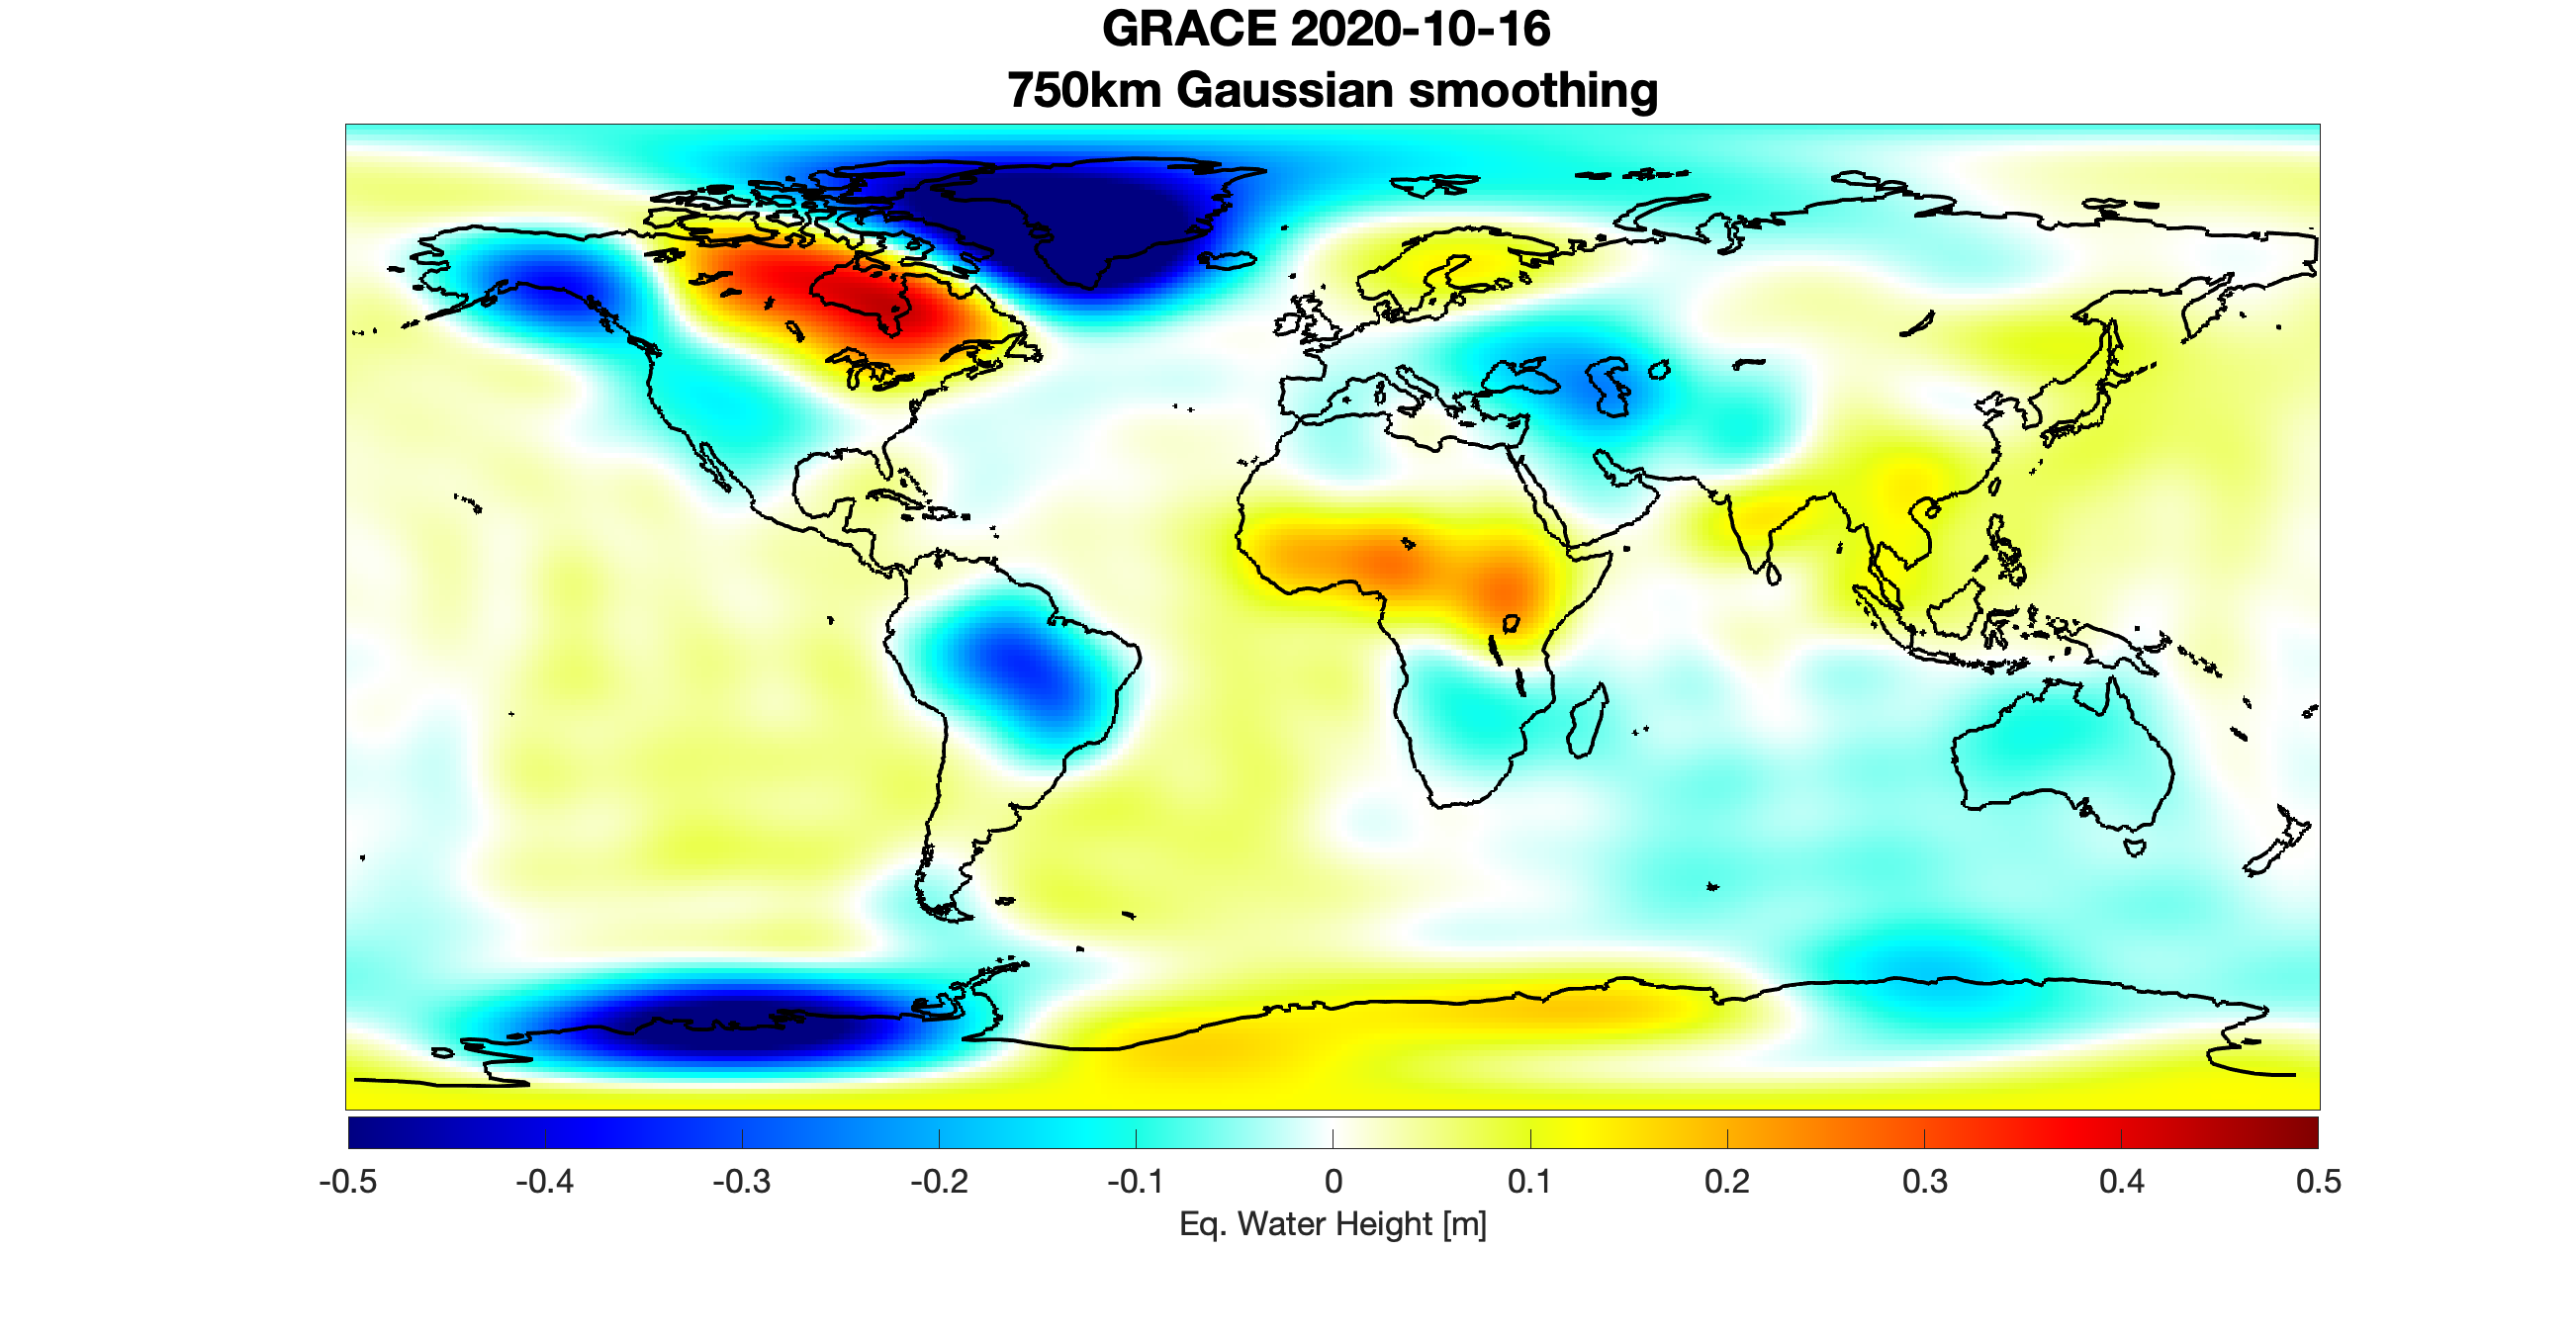 GRACE 2020-10-16
750km Gaussian smoothing
-0.5 -0.4 -0.3 -0.2 -0.1 0 0.1 0.2 0.3 0.4 0.5
Eq. Water Height [m]